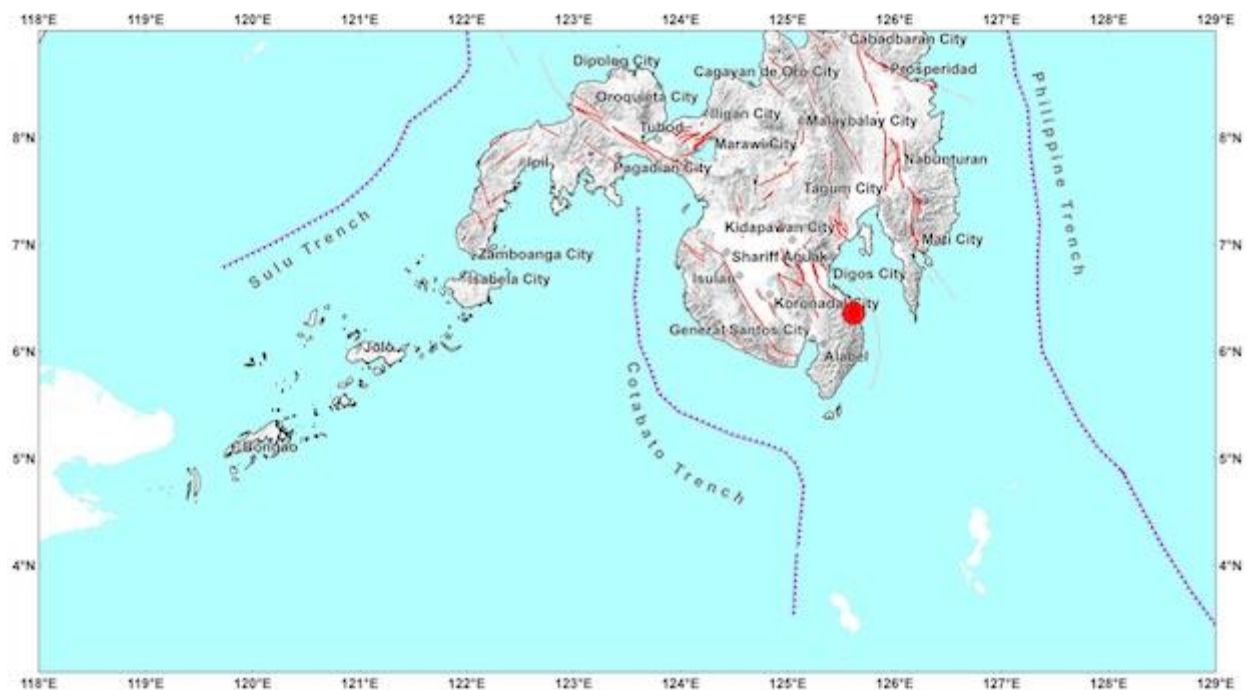 118°E 119°E 120°E 121°E 122°E 123°E 124°E 125°E 126°E 127°E 128°E 129°E
Cabadbaran City
Dipolog City
Cagayan de Oro City
Prosperidad
Oroquieta City
Iligan City
Malaybalay City
Tubod
8°N
8°N
Marawi City
Nabunturan
Ipil
Pagadian City
Tagum City
Philippine Trench
Kidapawan City
Mati City
7°N
7°N
Sulu Trench
Zamboanga City
Shariff Aguak
Isabela City
Isulan
Digos City
Koronadal City
General Santos City
6°N
6°N
Jolo
Alabel
Cotabato Trench
Bongao
5°N
5°N
4°N
4°N
118°E 119°E 120°E 121°E 122°E 123°E 124°E 125°E 126°E 127°E 128°E 129°E